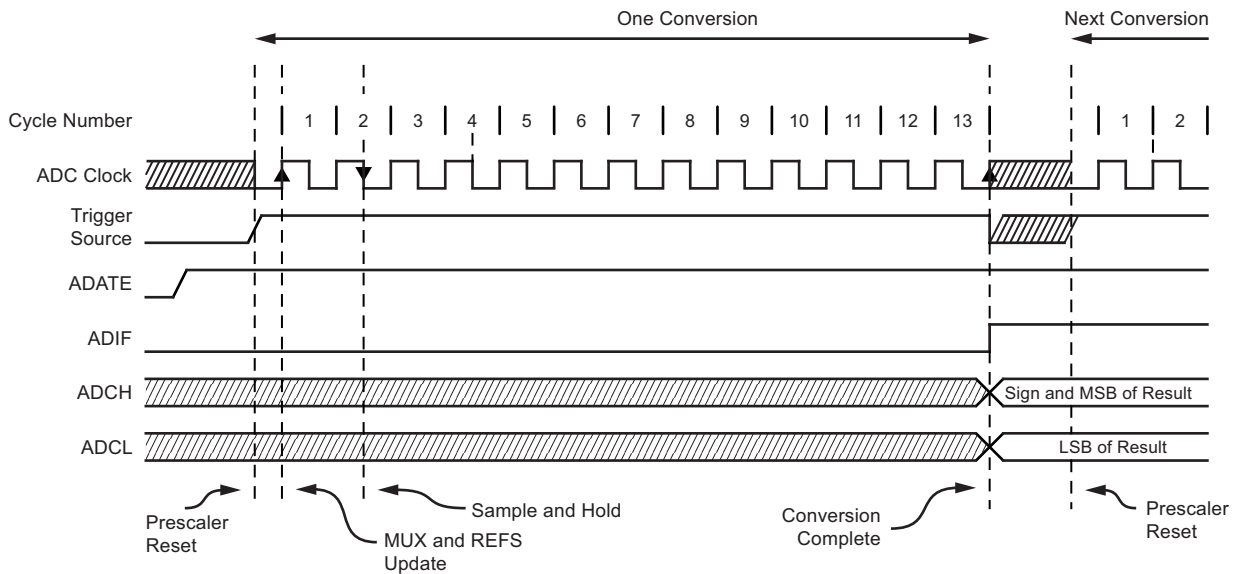 One Conversion
Next Conversion
Cycle Number
1 2 3 4 5 6 7 8 9 10 11 12 13 1 2
ADC Clock
Trigger
Source
ADATE
ADIF
ADCH
Sign and MSB of Result
ADCL
LSB of Result
Prescaler
Reset
MUX and REFS
Update
Sample and Hold
Conversion
Complete
Prescaler
Reset